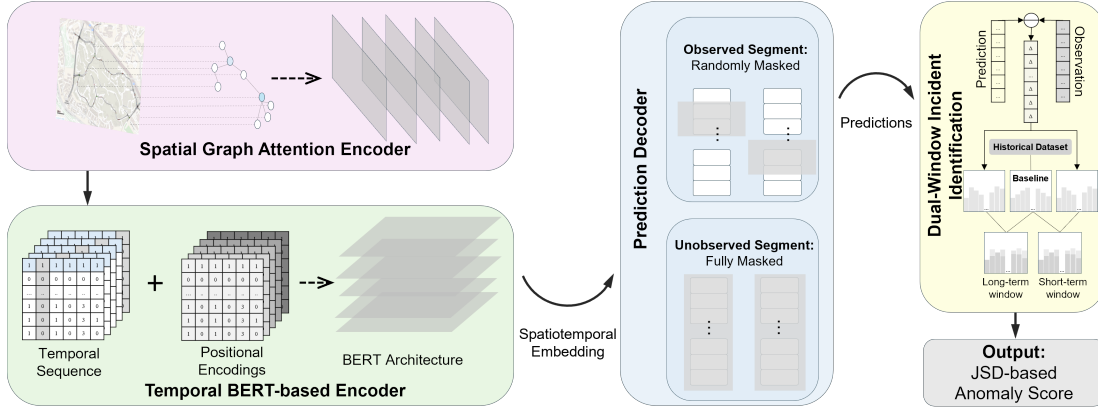 Spatial Graph Attention Encoder
+
Temporal
Sequence
Positional
Encodings
BERT Architecture
Temporal BERT-based Encoder
Spatiotemporal
Embedding
Prediction Decoder
Observed Segment:
Randomly Masked
Unobserved Segment:
Fully Masked
Predictions
Dual-Window Incident
Identification
Prediction
Observation
Δ
Δ
Δ
Δ
Historical Dataset
Baseline
Long-term
window
Short-term
window
Output:
JSD-based
Anomaly Score